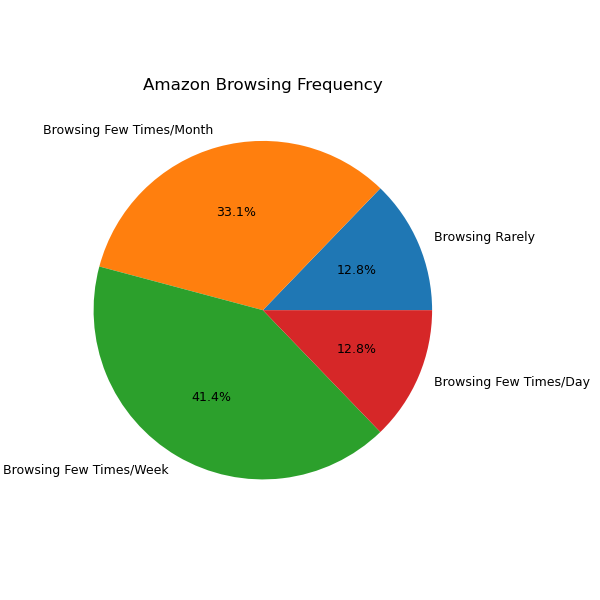 Amazon Browsing Frequency
Browsing Few Times/Month
33.1%
Browsing Rarely
12.8%
12.8%
Browsing Few Times/Day
41.4%
Browsing Few Times/Week